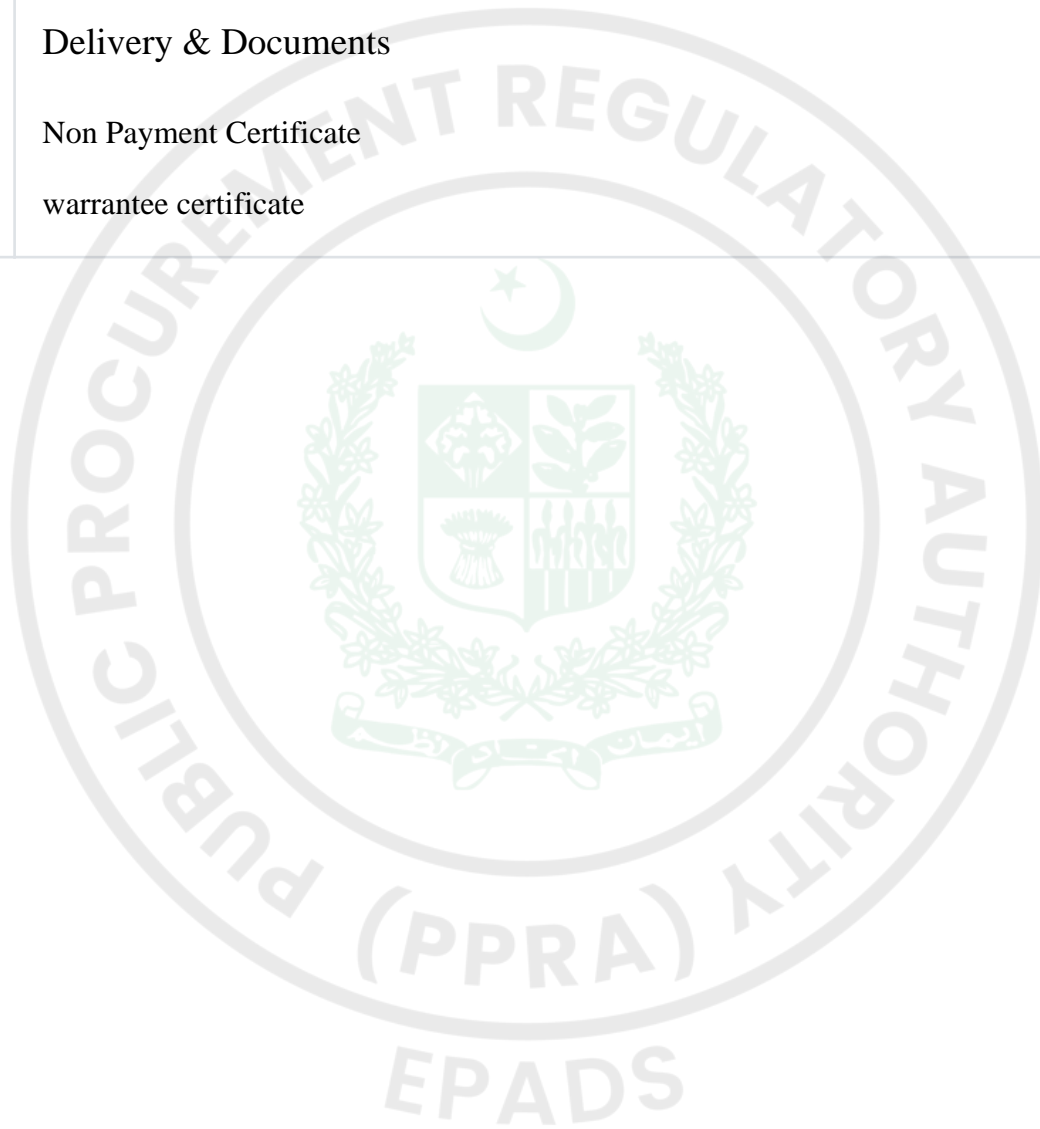 Delivery & Documents
Non Payment Certificate
warrantee certificate
PUBLIC PROCUREMENT REGULATORY AUTHORITY
(PPRA)
EPADS